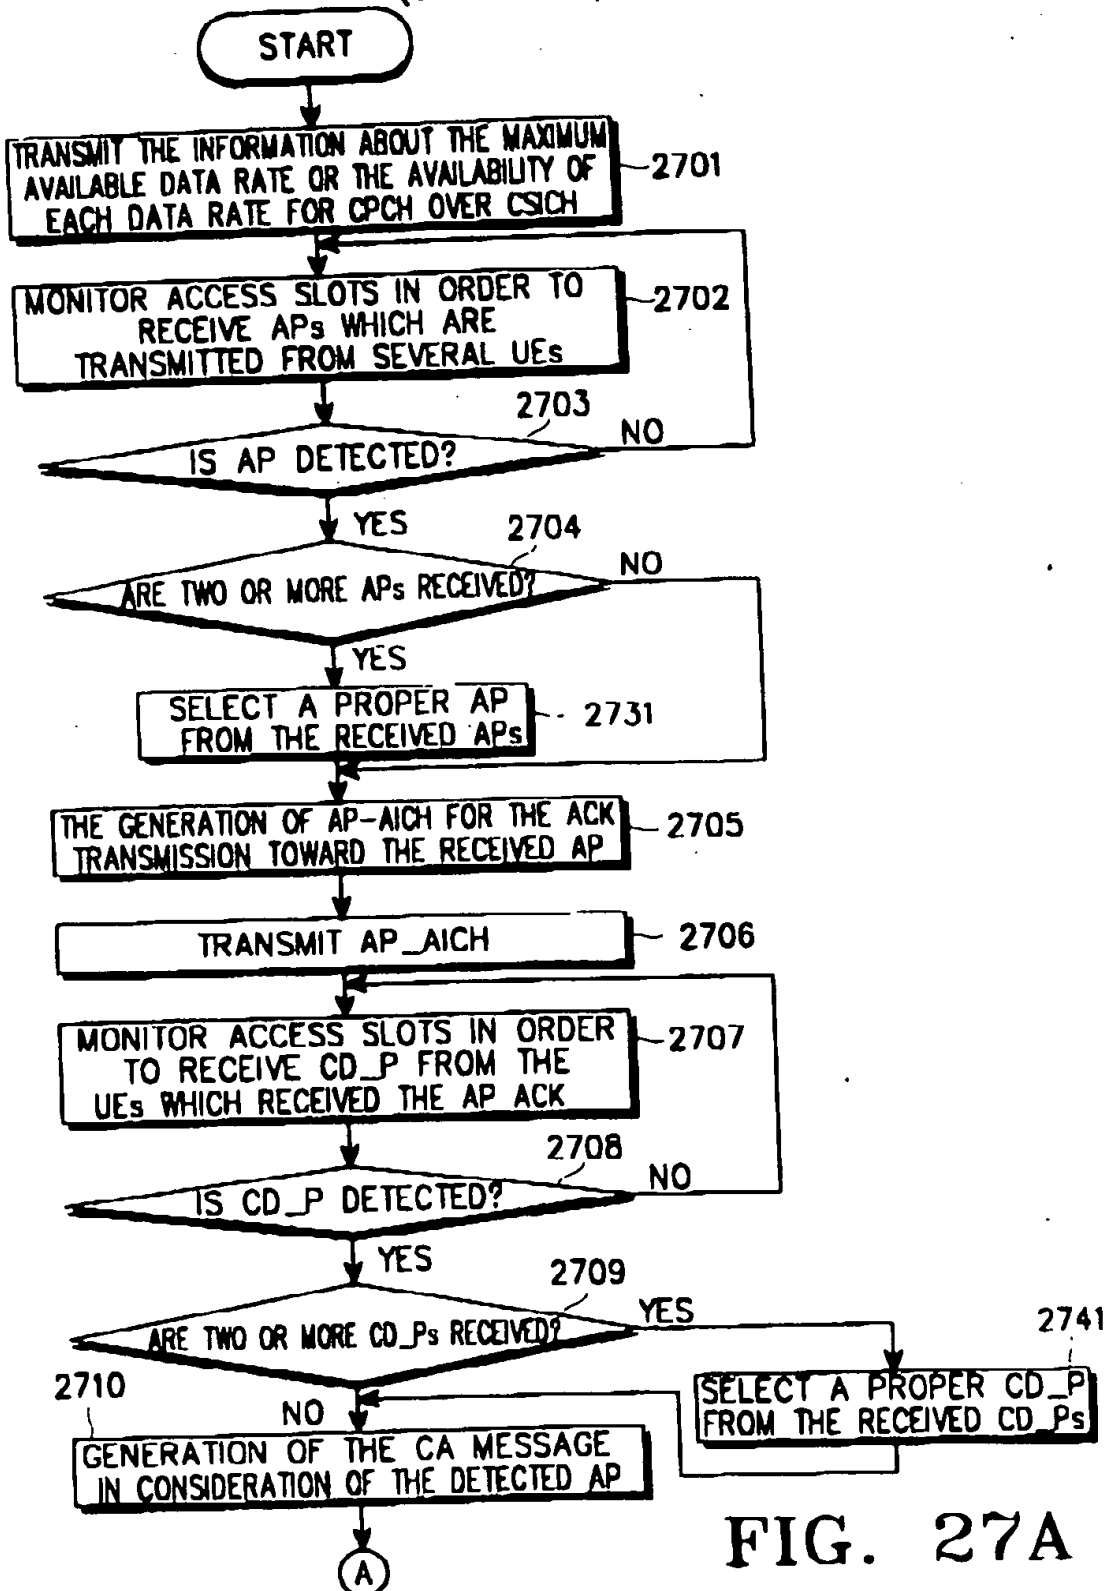 START
TRANSMIT THE INFORMATION ABOUT THE MAXIMUM
AVAILABLE DATA RATE OR THE AVAILABILITY OF
EACH DATA RATE FOR CPCH OVER CSICH
2701
MONITOR ACCESS SLOTS IN ORDER TO
RECEIVE APs WHICH ARE
TRANSMITTED FROM SEVERAL UEs
2702
2703
IS AP DETECTED?
NO
YES
2704
ARE TWO OR MORE APs RECEIVED?
NO
YES
SELECT A PROPER AP
FROM THE RECEIVED APs
2731
THE GENERATION OF AP-AICH FOR THE ACK
TRANSMISSION TOWARD THE RECEIVED AP
2705
TRANSMIT AP_AICH
2706
MONITOR ACCESS SLOTS IN ORDER
TO RECEIVE CD_P FROM THE
UEs WHICH RECEIVED THE AP ACK
2707
2708
IS CD_P DETECTED?
NO
YES
2709
ARE TWO OR MORE CD_Ps RECEIVED?
YES
2741
SELECT A PROPER CD_P
FROM THE RECEIVED CD_Ps
2710
NO
GENERATION OF THE CA MESSAGE
IN CONSIDERATION OF THE DETECTED AP
A
FIG. 27A